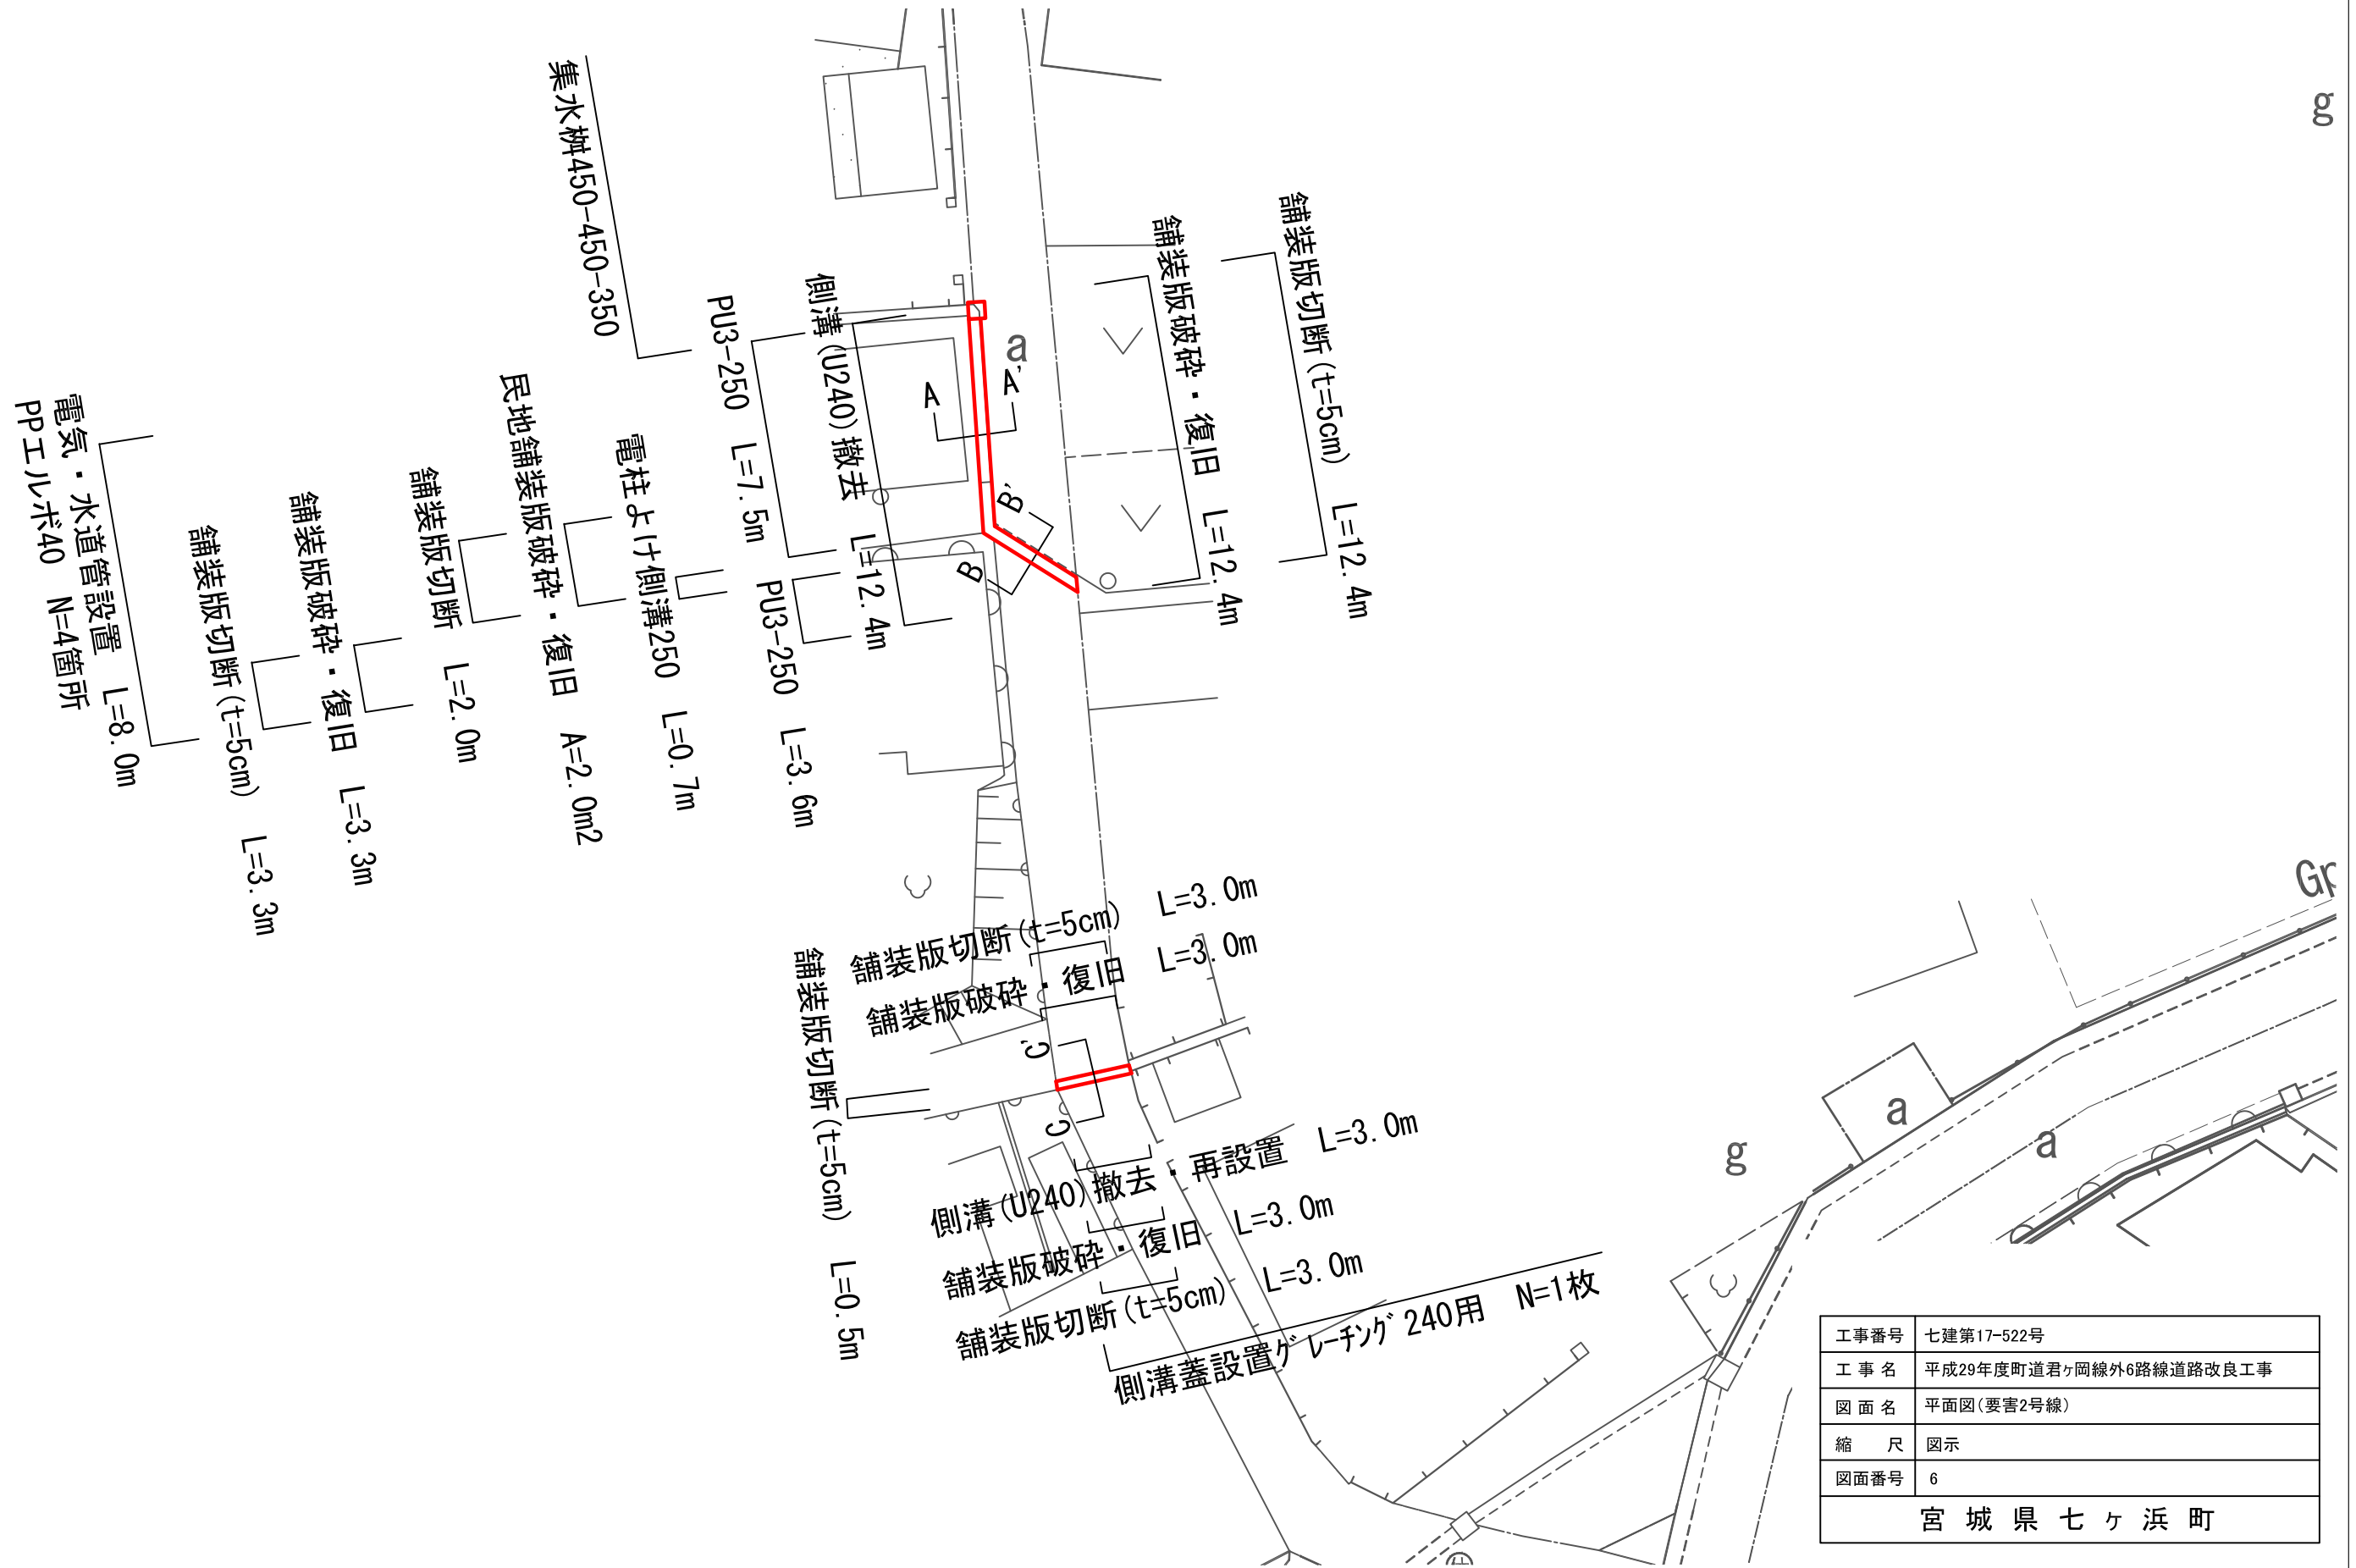 集水桝450-450-350
PU3-250　L=7.5m
側溝(U240)撤去　L=12.4m
舗装版破砕・復旧　L=12.4m
舗装版切断(t=5cm)　L=12.4m
電気・水道管設置　L=8.0m
PPエルボ40　N=4箇所
舗装版切断(t=5cm)　L=3.3m
舗装版破砕・復旧　L=3.3m
舗装版切断　L=2.0m
民地舗装版破砕・復旧　A=2.0m2
電柱よけ側溝250　L=0.7m
PU3-250　L=3.6m
a
A
A'
B'
B
g
舗装版切断(t=5cm)　L=3.0m
舗装版破砕・復旧　L=3.0m
舗装版切断(t=5cm)　L=0.5m
C'
C
側溝(U240)撤去・再設置　L=3.0m
舗装版破砕・復旧　L=3.0m
舗装版切断(t=5cm)　L=3.0m
側溝蓋設置ｸﾞﾚｰﾁﾝｸﾞ240用　N=1枚
Gr
a
a
g
工事番号　七建第17-522号
工事名　平成29年度町道君ヶ岡線外6路線道路改良工事
図面名　平面図(要害2号線)
縮　尺　図示
図面番号　6
宮城県七ヶ浜町